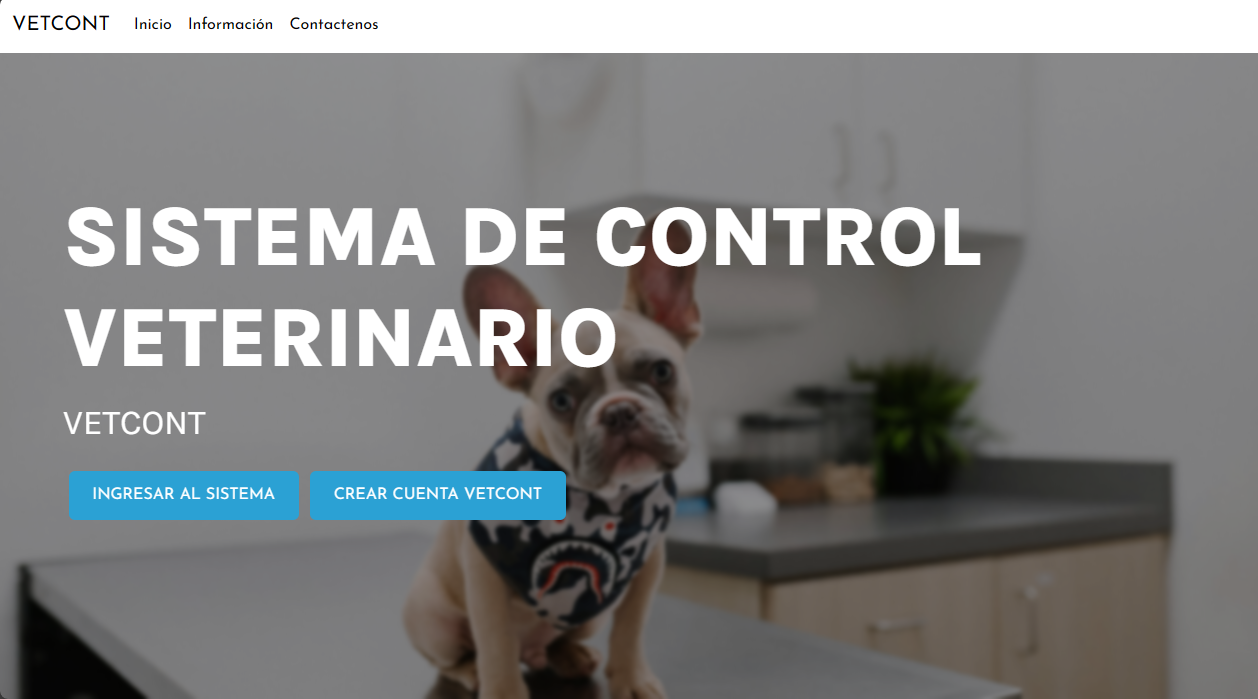 VETCONT Inicio Información Contactenos
SISTEMA DE CONTROL
VETERINARIO
VETCONT
INGRESAR AL SISTEMA CREAR CUENTA VETCONT